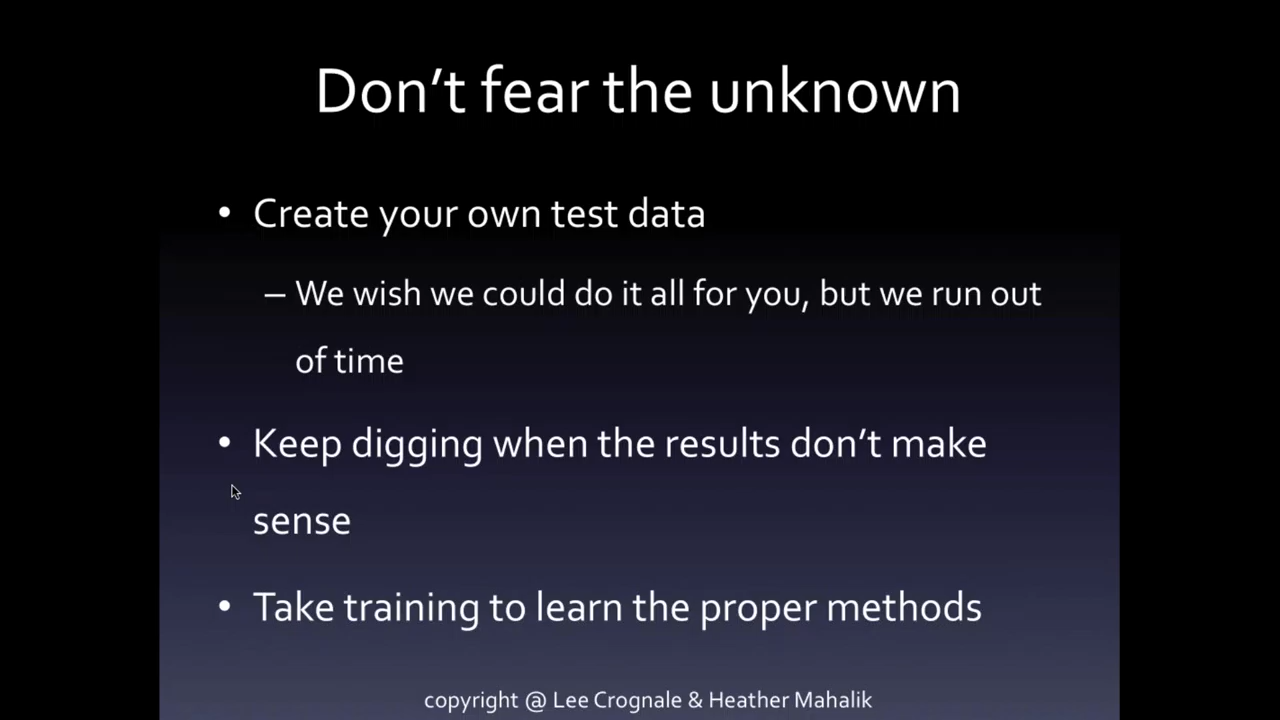 Don’t fear the unknown
• Create your own test data
– We wish we could do it all for you, but we run out
of time
• Keep digging when the results don’t make
sense
• Take training to learn the proper methods
copyright @ Lee Crognale & Heather Mahalik